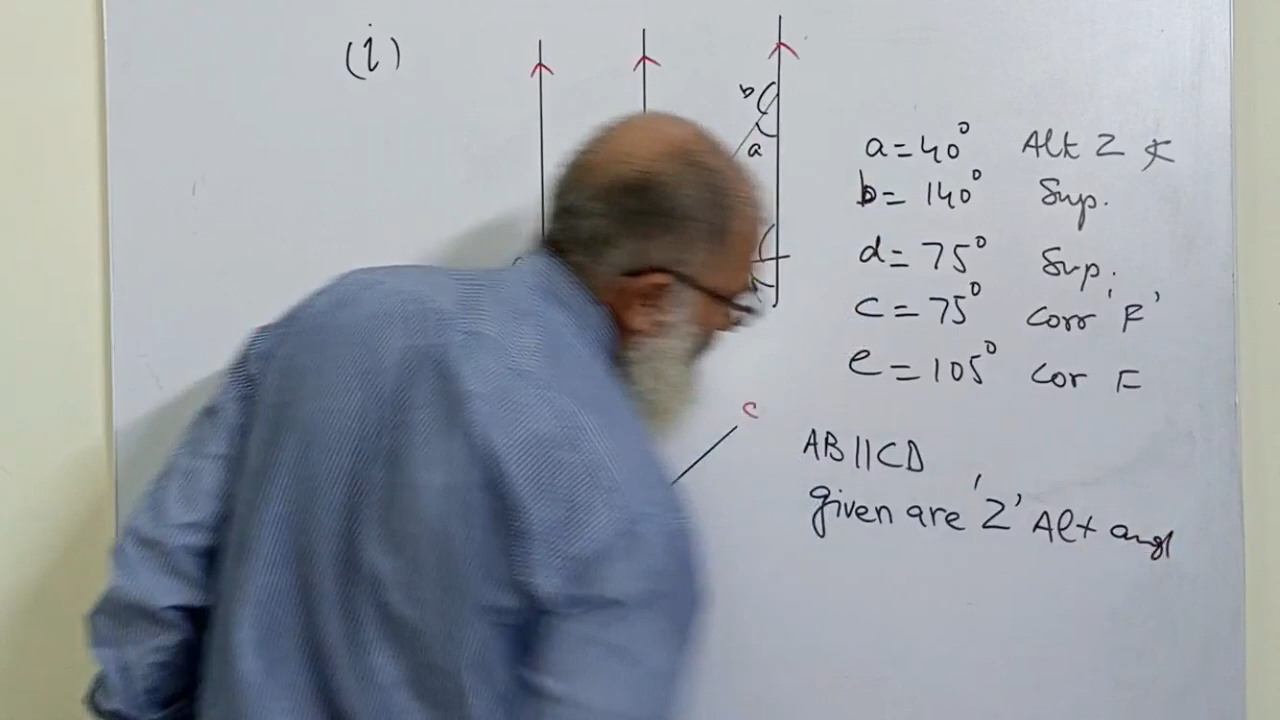 (i)
b
a
a = 40° Alt Z
b = 140° Sup.
d = 75° Sup.
c = 75° corr 'F'
e = 105° cor F
c
AB||CD
given are 'Z' Alt angl